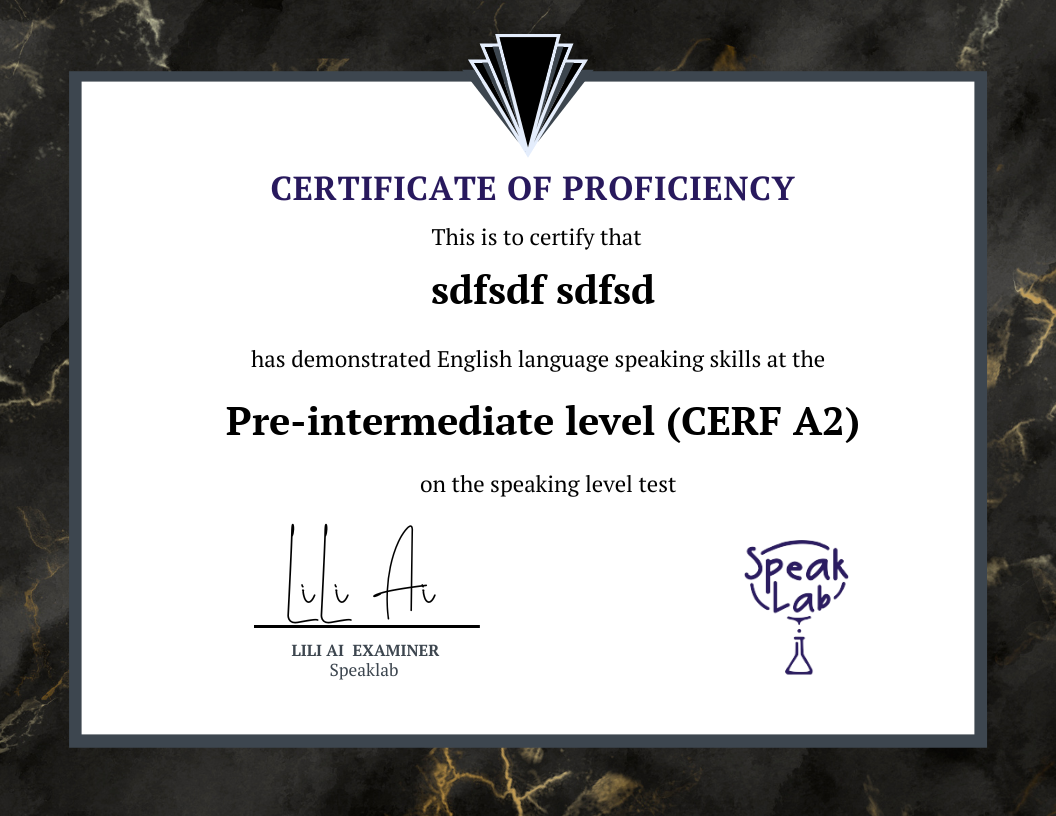 CERTIFICATE OF PROFICIENCY
This is to certify that
sdfsdf sdfsd
has demonstrated English language speaking skills at the
Pre-intermediate level (CERF A2)
on the speaking level test
LiLi Ai
LILI AI  EXAMINER
Speaklab
Speak
Lab